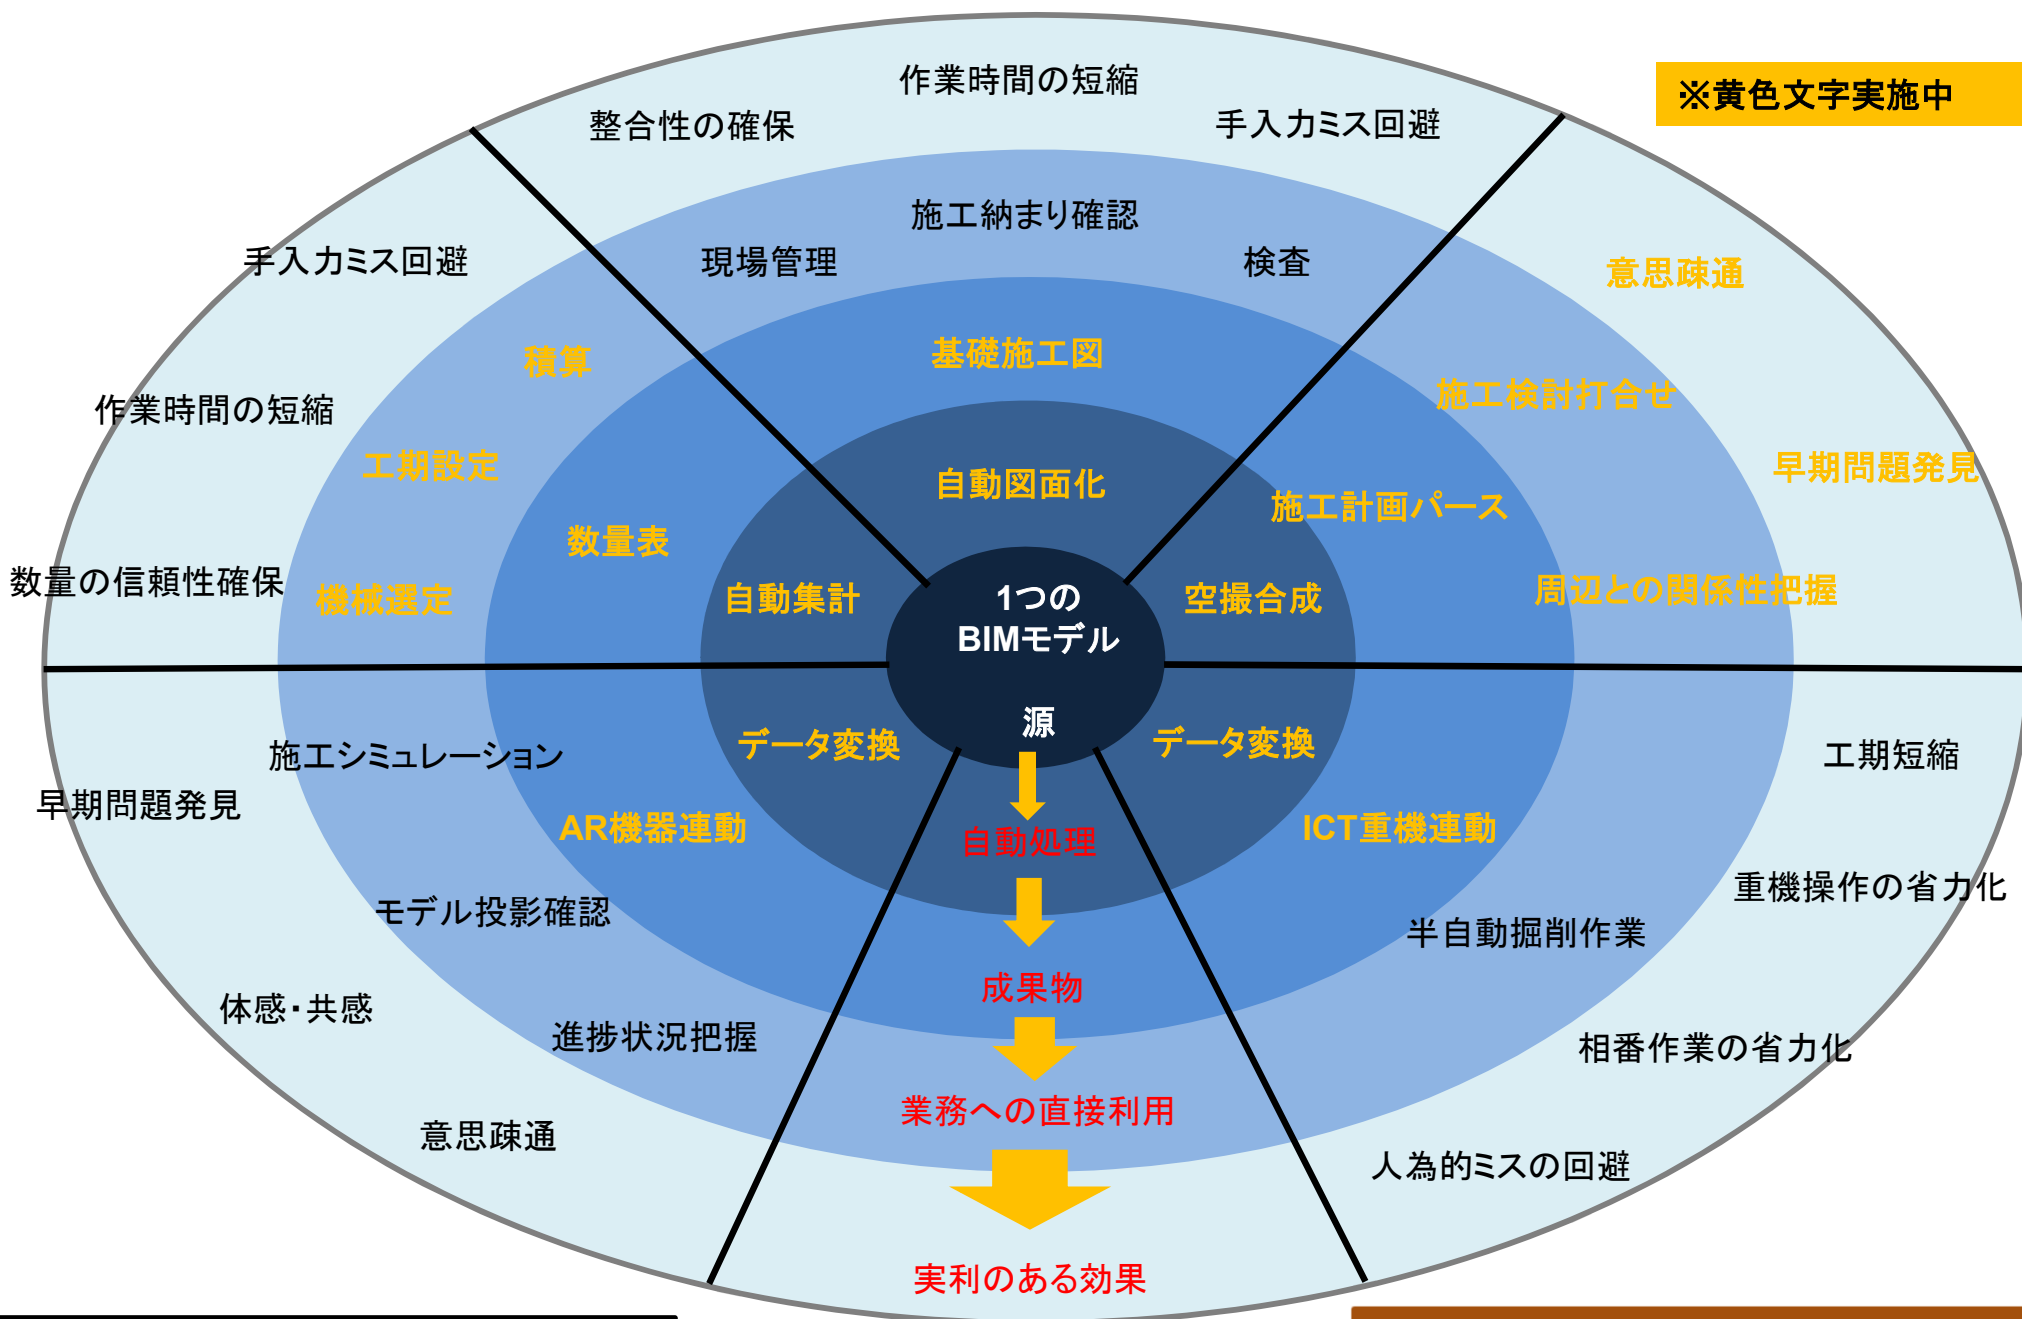 作業時間の短縮
※黄色文字実施中
整合性の確保
手入力ミス回避
施工納まり確認
手入力ミス回避
現場管理
検査
意思疎通
積算
基礎施工図
施工検討打合せ
作業時間の短縮
工期設定
早期問題発見
自動図面化
施工計画パース
数量表
数量の信頼性確保
機械選定
自動集計
1つの
BIMモデル
空撮合成
周辺との関係性把握
源
データ変換
データ変換
施工シミュレーション
工期短縮
早期問題発見
AR機器連動
自動処理
ICT重機連動
重機操作の省力化
モデル投影確認
半自動掘削作業
成果物
体感・共感
進捗状況把握
相番作業の省力化
業務への直接利用
意思疎通
人為的ミスの回避
実利のある効果